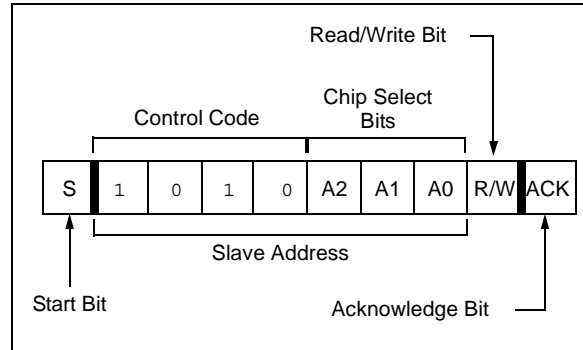 Read/Write Bit
Chip Select
Bits
Control Code
S 1 0 1 0 A2 A1 A0 R/W ACK
Slave Address
Start Bit
Acknowledge Bit